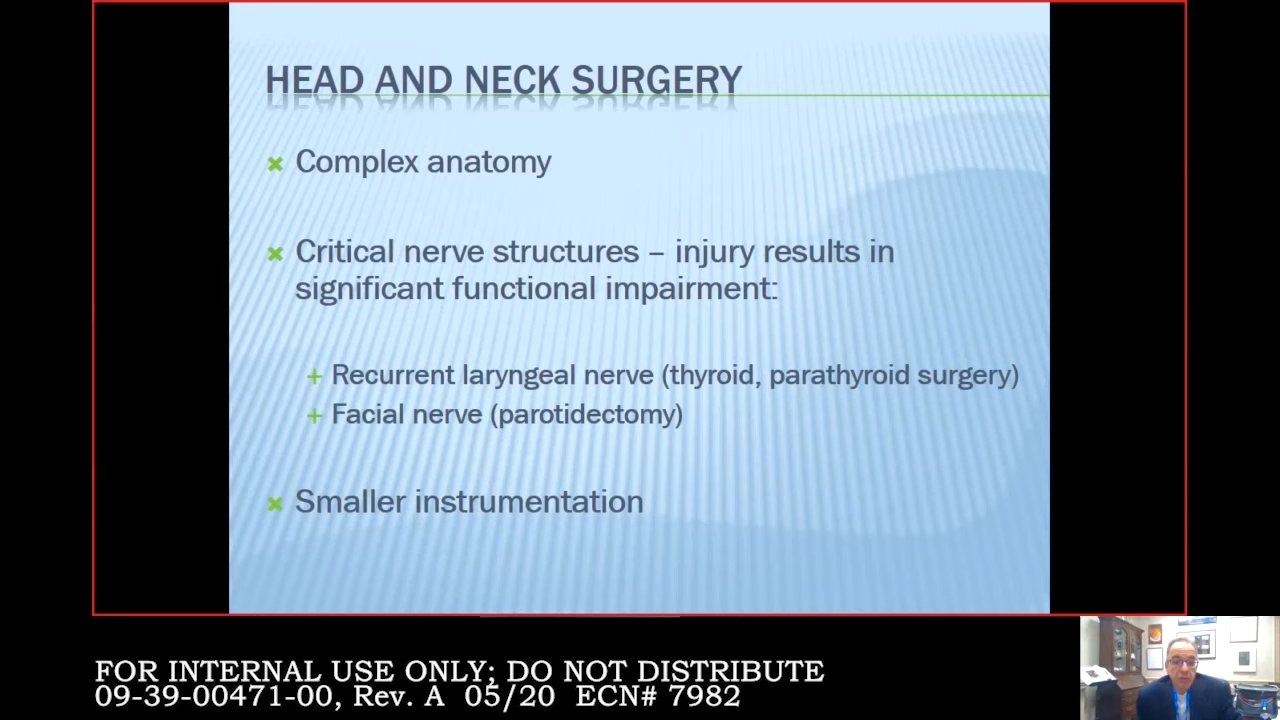 HEAD AND NECK SURGERY
Complex anatomy
Critical nerve structures – injury results in
significant functional impairment:
Recurrent laryngeal nerve (thyroid, parathyroid surgery)
Facial nerve (parotidectomy)
Smaller instrumentation
FOR INTERNAL USE ONLY; DO NOT DISTRIBUTE
09-39-00471-00, Rev. A  05/20  ECN# 7982